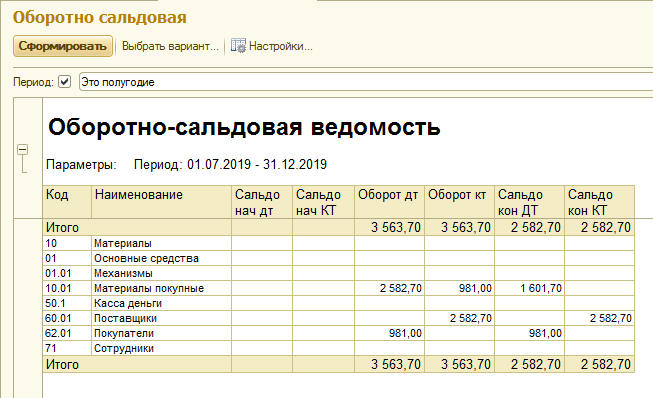 Оборотно сальдовая
Сформировать Выбрать вариант... Настройки...
Период: Это полугодие
Оборотно-сальдовая ведомость
Параметры: Период: 01.07.2019 - 31.12.2019
Код Наименование Сальдо нач дт Сальдо нач КТ Оборот дт Оборот кт Сальдо кон ДТ Сальдо кон КТ
Итого 3 563,70 3 563,70 2 582,70 2 582,70
10 Материалы
01 Основные средства
01.01 Механизмы
10.01 Материалы покупные 2 582,70 981,00 1 601,70
50.1 Касса деньги
60.01 Поставщики 2 582,70 2 582,70
62.01 Покупатели 981,00 981,00
71 Сотрудники
Итого 3 563,70 3 563,70 2 582,70 2 582,70